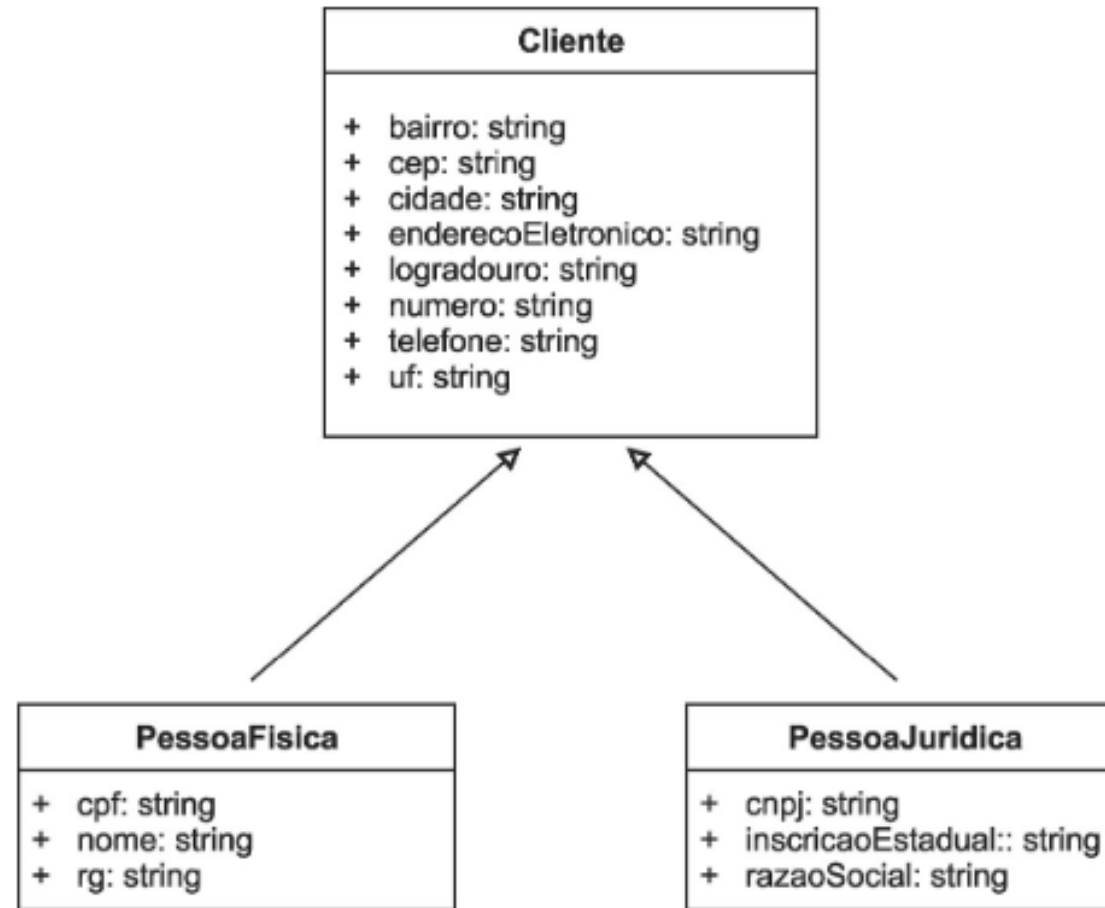 Cliente
+ bairro: string
+ cep: string
+ cidade: string
+ enderecoEletronico: string
+ logradouro: string
+ numero: string
+ telefone: string
+ uf: string
PessoaFisica
+ cpf: string
+ nome: string
+ rg: string
PessoaJuridica
+ cnpj: string
+ inscricaoEstadual:: string
+ razaoSocial: string